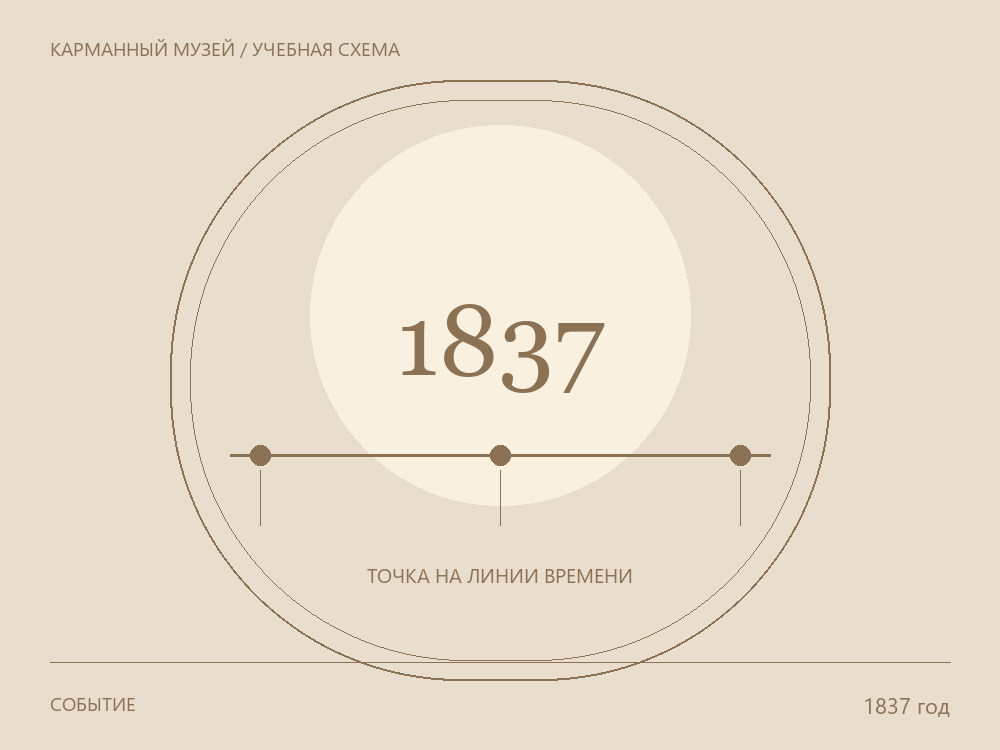 КАРМАННЫЙ МУЗЕЙ / УЧЕБНАЯ СХЕМА
1837
ТОЧКА НА ЛИНИИ ВРЕМЕНИ
СОБЫТИЕ
1837 год